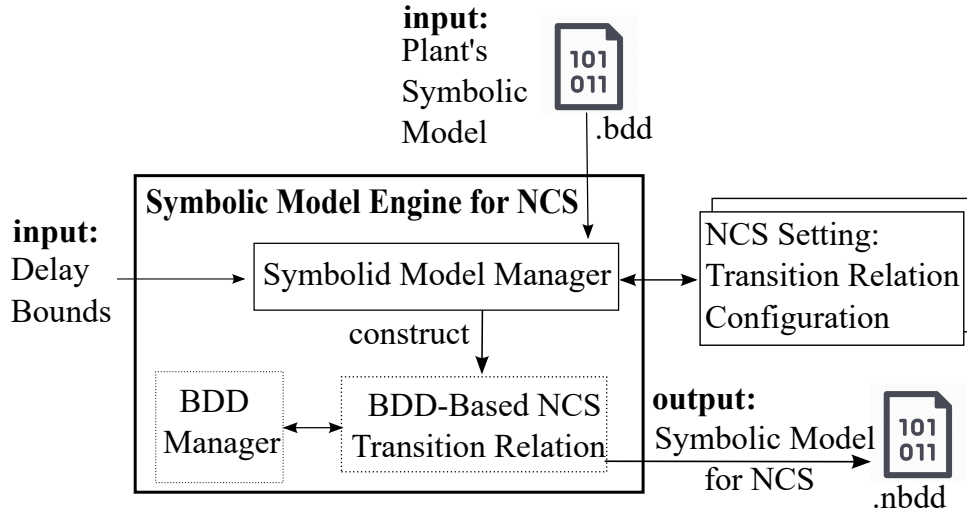 input:
Plant's
Symbolic
Model
101
011
.bdd
Symbolic Model Engine for NCS
input:
Delay
Bounds
Symbolid Model Manager
NCS Setting:
Transition Relation
Configuration
construct
BDD
Manager
BDD-Based NCS
Transition Relation
output:
Symbolic Model
for NCS
101
011
.nbdd